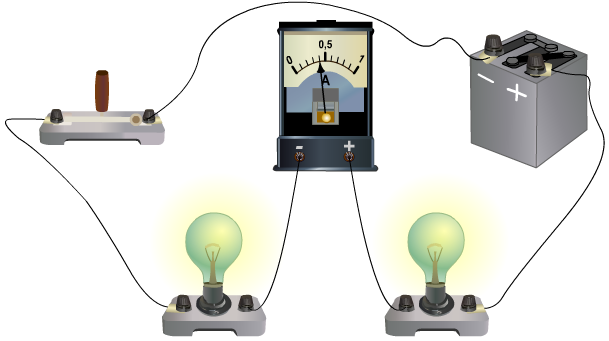 0 0,5 1
A
- +
− +